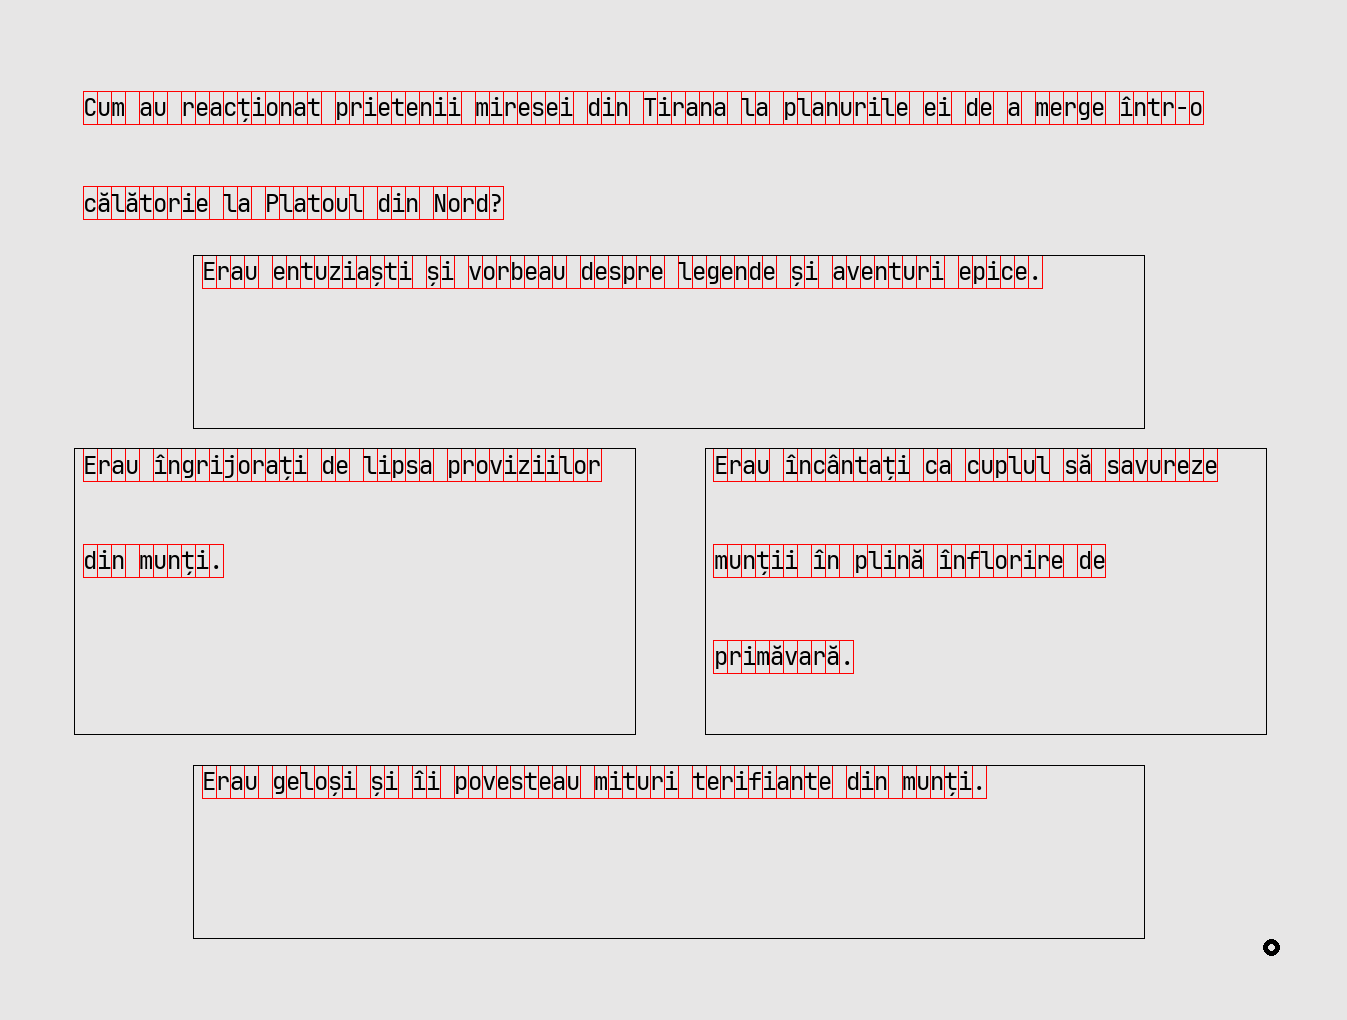 Cum au reacționat prietenii miresei din Tirana la planurile ei de a merge într-o
călătorie la Platoul din Nord?
Erau entuziaști și vorbeau despre legende și aventuri epice.
Erau îngrijorați de lipsa proviziilor
din munți.
Erau încântați ca cuplul să savureze
munții în plină înflorire de
primăvară.
Erau geloși și îi povesteau mituri terifiante din munți.